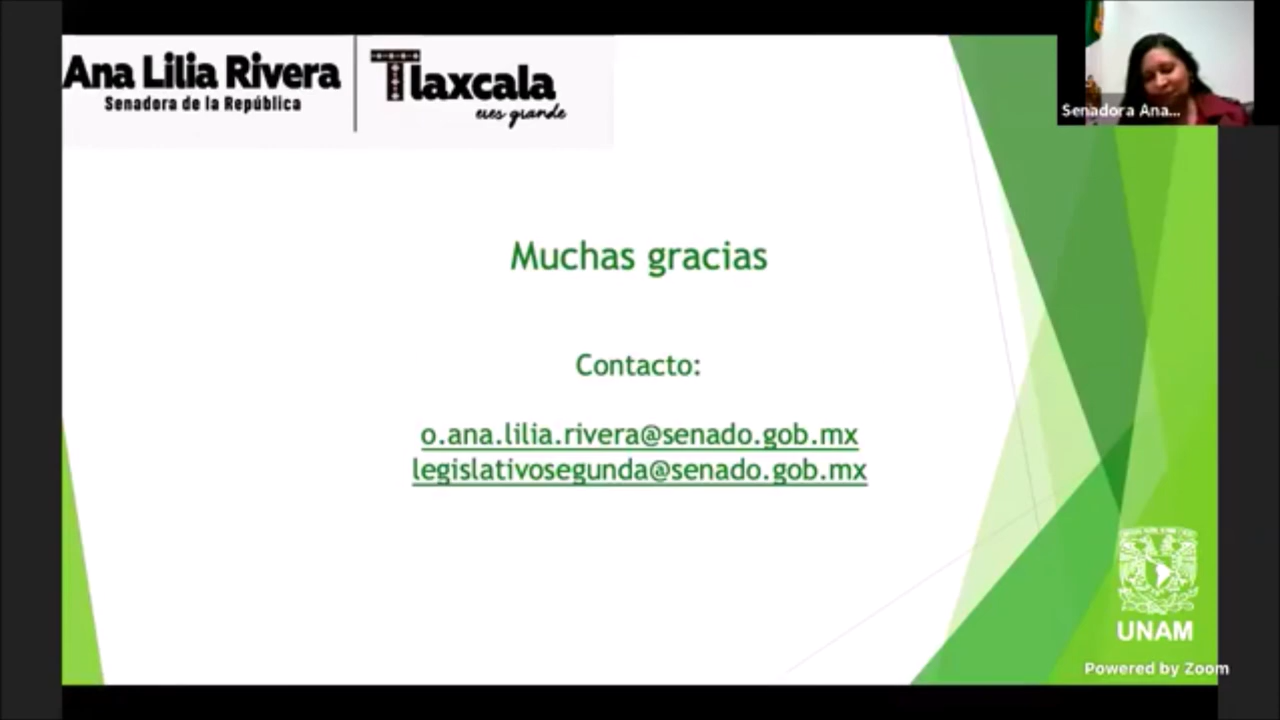 Ana Lilia Rivera
Senadora de la República
Tlaxcala
eres grande
Senadora Ana...
Muchas gracias
Contacto:
o.ana.lilia.rivera@senado.gob.mx
legislativosegunda@senado.gob.mx
UNAM
Powered by Zoom